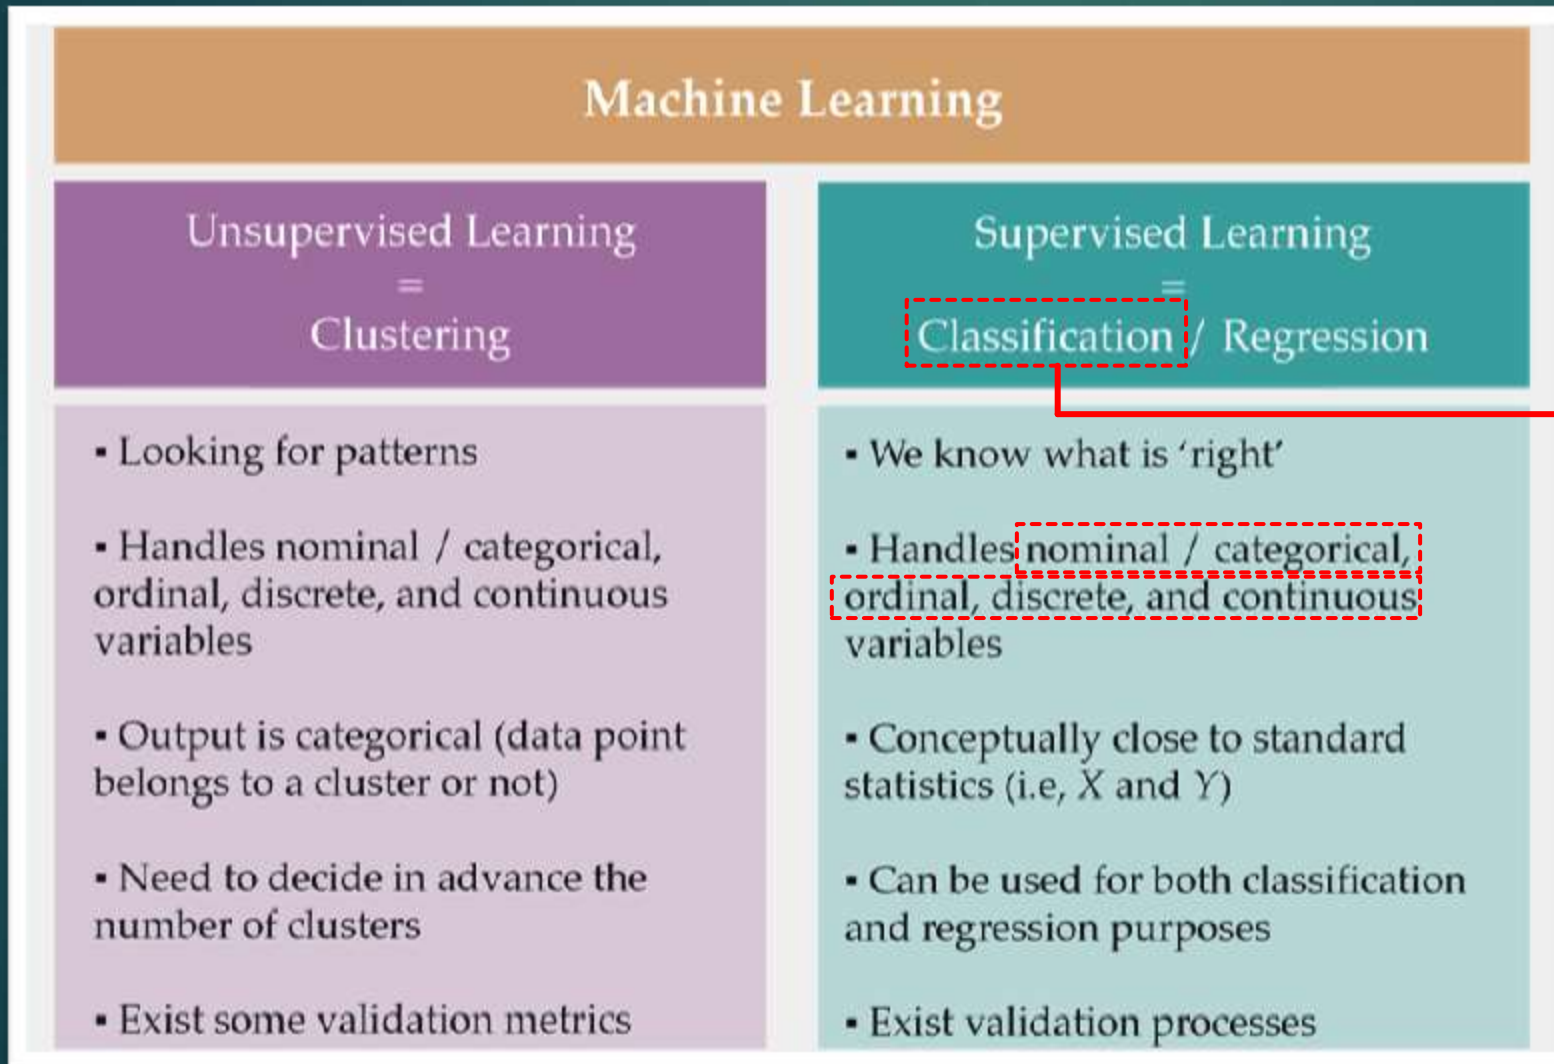 Machine Learning
Unsupervised Learning
=
Clustering
▪ Looking for patterns
▪ Handles nominal / categorical,
ordinal, discrete, and continuous
variables
▪ Output is categorical (data point
belongs to a cluster or not)
▪ Need to decide in advance the
number of clusters
▪ Exist some validation metrics
Supervised Learning
=
Classification / Regression
▪ We know what is ‘right’
▪ Handles nominal / categorical,
ordinal, discrete, and continuous
variables
▪ Conceptually close to standard
statistics (i.e, X and Y)
▪ Can be used for both classification
and regression purposes
▪ Exist validation processes